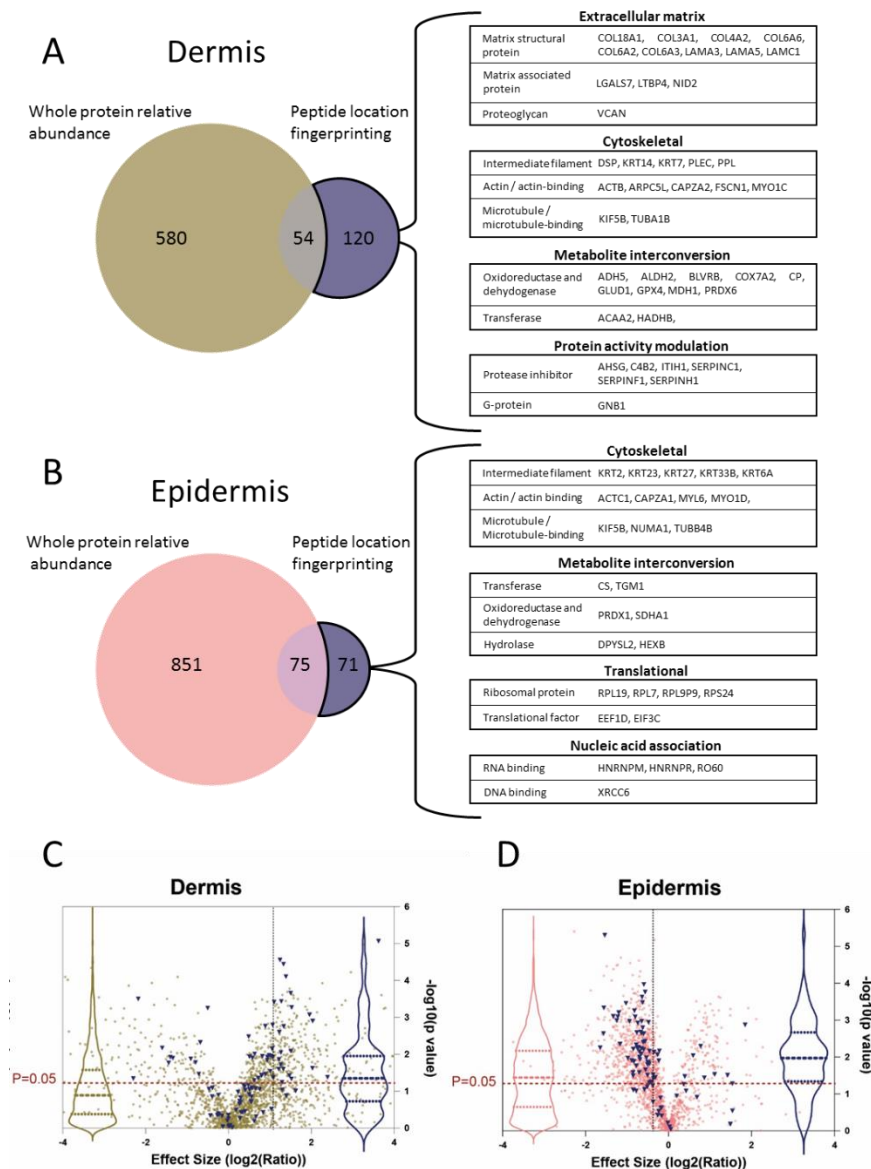 A
Dermis
Whole protein relative
abundance
Peptide location
fingerprinting
580
54
120
Extracellular matrix
Matrix structural
protein
COL18A1, COL3A1, COL4A2, COL6A6,
COL6A2, COL6A3, LAMA3, LAMA5, LAMC1
Matrix associated
protein
LGALS7, LTBP4, NID2
Proteoglycan
VCAN
Cytoskeletal
Intermediate filament
DSP, KRT14, KRT7, PLEC, PPL
Actin / actin-binding
ACTB, ARPC5L, CAPZA2, FSCN1, MYO1C
Microtubule /
microtubule-binding
KIF5B, TUBA1B
Metabolite interconversion
Oxidoreductase and
dehydogenase
ADH5, ALDH2, BLVRB, COX7A2, CP,
GLUD1, GPX4, MDH1, PRDX6
Transferase
ACAA2, HADHB,
Protein activity modulation
Protease inhibitor
AHSG, C4B2, ITIH1, SERPINC1,
SERPINF1, SERPINH1
G-protein
GNB1
B
Epidermis
Whole protein relative
abundance
Peptide location
fingerprinting
851
75
71
Cytoskeletal
Intermediate filament
KRT2, KRT23, KRT27, KRT33B, KRT6A
Actin / actin binding
ACTC1, CAPZA1, MYL6, MYO1D,
Microtubule /
Microtubule-binding
KIF5B, NUMA1, TUBB4B
Metabolite interconversion
Transferase
CS, TGM1
Oxidoreductase and
dehydrogenase
PRDX1, SDHA1
Hydrolase
DPYSL2, HEXB
Translational
Ribosomal protein
RPL19, RPL7, RPL9P9, RPS24
Translational factor
EEF1D, EIF3C
Nucleic acid association
RNA binding
HNRNPM, HNRNPR, RO60
DNA binding
XRCC6
C
Dermis
P=0.05
6
5
4
3
2
1
0
-log10(p value)
-4
-2
0
2
4
Effect Size (log2(Ratio))
D
Epidermis
P=0.05
6
5
4
3
2
1
0
-log10(p value)
-4
-2
0
2
4
Effect Size (log2(Ratio))